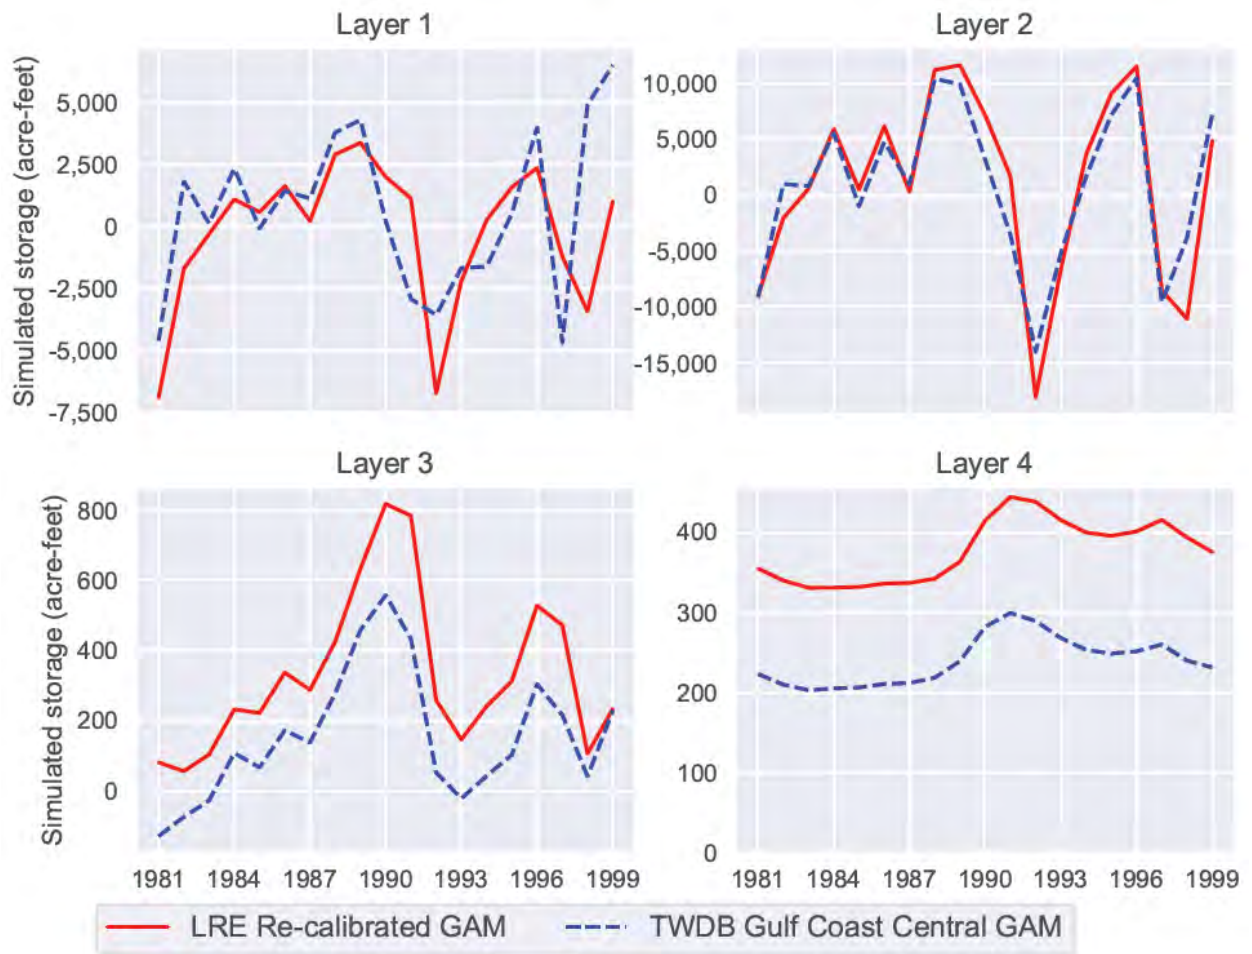 Layer 1
Layer 2
Simulated storage (acre-feet)
5,000
2,500
0
-2,500
-5,000
-7,500
10,000
5,000
0
-5,000
-10,000
-15,000
Layer 3
Layer 4
Simulated storage (acre-feet)
800
600
400
200
0
400
300
200
100
0
1981 1984 1987 1990 1993 1996 1999
1981 1984 1987 1990 1993 1996 1999
LRE Re-calibrated GAM
TWDB Gulf Coast Central GAM